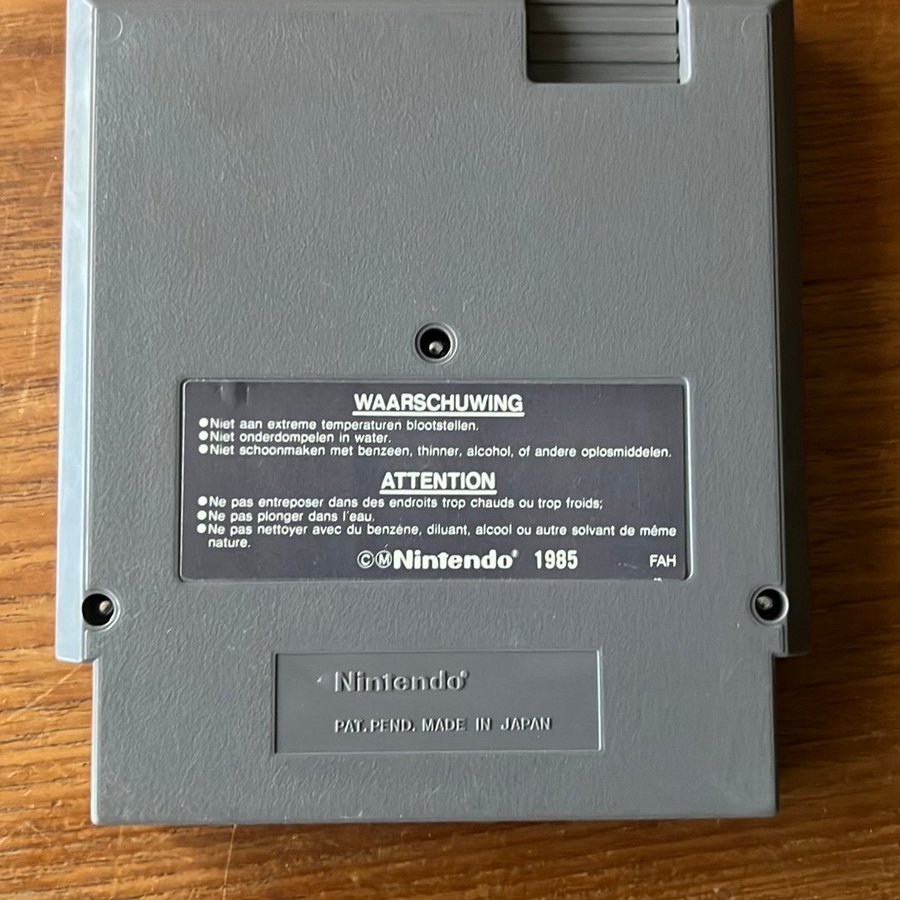 WAARSCHUWING
●Niet aan extreme temperaturen blootstellen.
●Niet onderdompelen in water.
●Niet schoonmaken met benzeen, thinner, alcohol, of andere oplosmiddelen.
ATTENTION
●Ne pas entreposer dans des endroits trop chauds ou trop froids;
●Ne pas plonger dans l'eau.
●Ne pas nettoyer avec du benzéne, diluant, alcool ou autre solvant de même
nature.
©ⓂNintendo® 1985 FAH
Nintendo®
PAT. PEND. MADE IN JAPAN